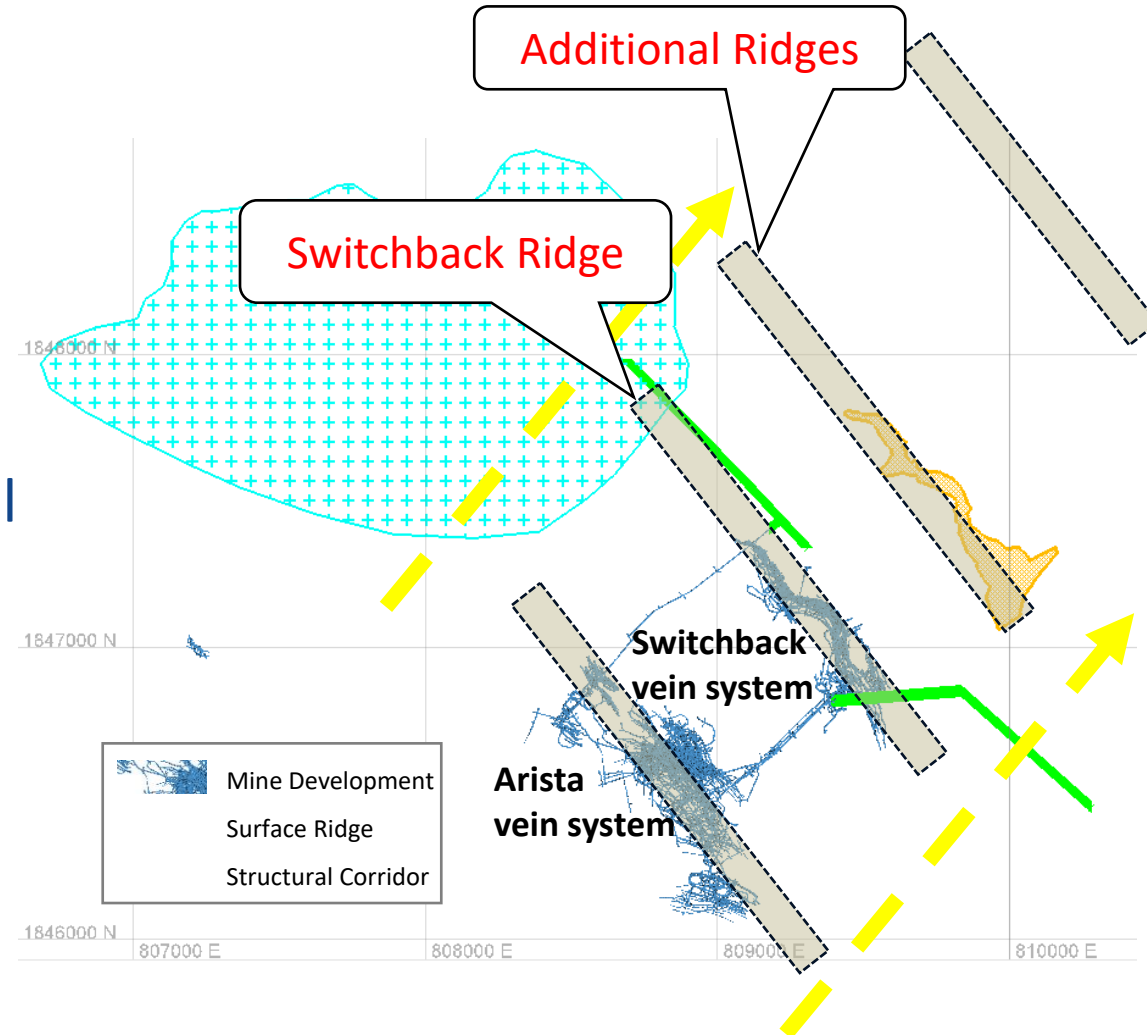 Additional Ridges
Switchback Ridge
1848000 N
1847000 N
Switchback
vein system
Arista
vein system
Mine Development
Surface Ridge
Structural Corridor
1846000 N
807000 E
808000 E
809000 E
810000 E